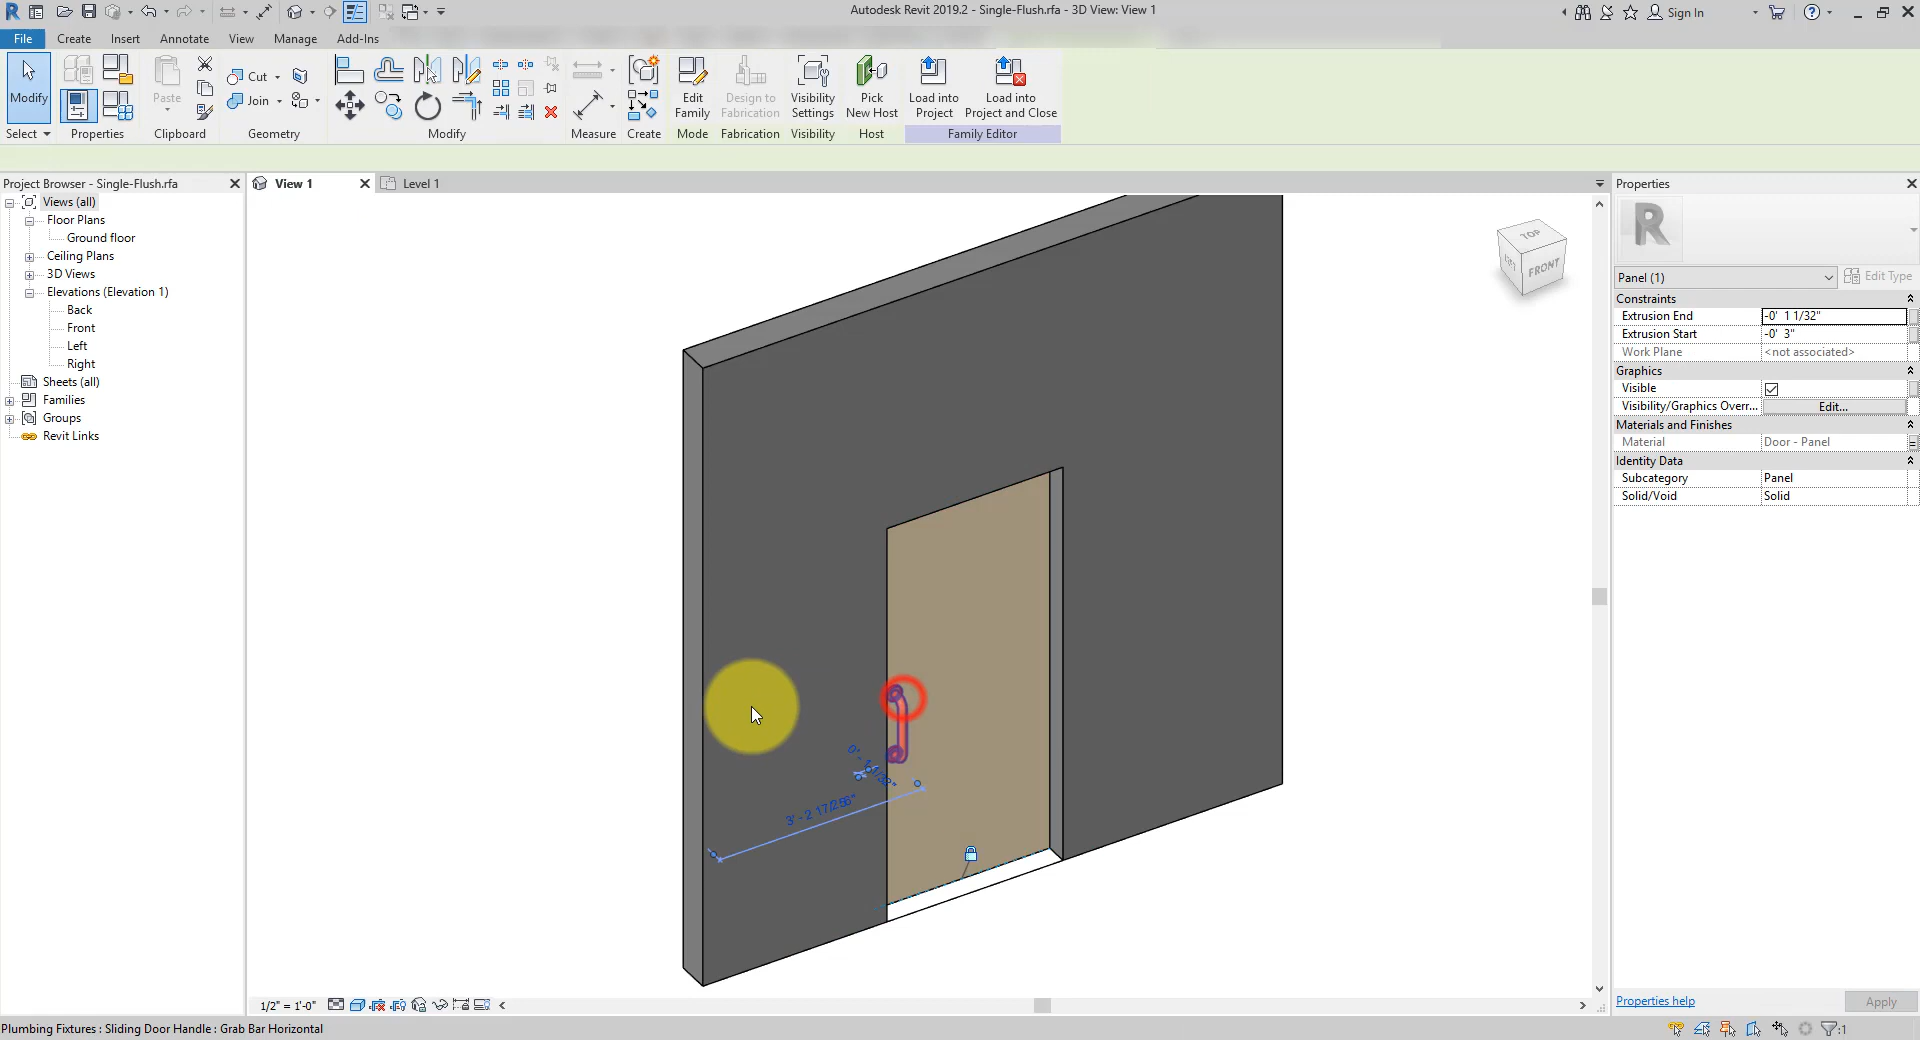 Autodesk Revit 2019.2 - Single-Flush.rfa - 3D View: View 1
Sign In
File Create Insert Annotate View Manage Add-Ins
Modify
Paste
Cut
Join
Edit Family
Design to Fabrication
Visibility Settings
Pick New Host
Load into Project
Load into Project and Close
Select Properties Clipboard Geometry Modify Measure Create Mode Fabrication Visibility Host Family Editor
Project Browser - Single-Flush.rfa
View 1
Level 1
Properties
Views (all)
Floor Plans
Ground floor
Ceiling Plans
3D Views
Elevations (Elevation 1)
Back
Front
Left
Right
Sheets (all)
Families
Groups
Revit Links
TOP
FRONT
3' - 2 17/256"
Panel (1)
Edit Type
Constraints
Extrusion End -0' 1 1/32"
Extrusion Start -0' 3"
Work Plane <not associated>
Graphics
Visible
Visibility/Graphics Overr... Edit...
Materials and Finishes
Material Door - Panel
Identity Data
Subcategory Panel
Solid/Void Solid
Properties help
Apply
1/2" = 1'-0"
Plumbing Fixtures : Sliding Door Handle : Grab Bar Horizontal
:1